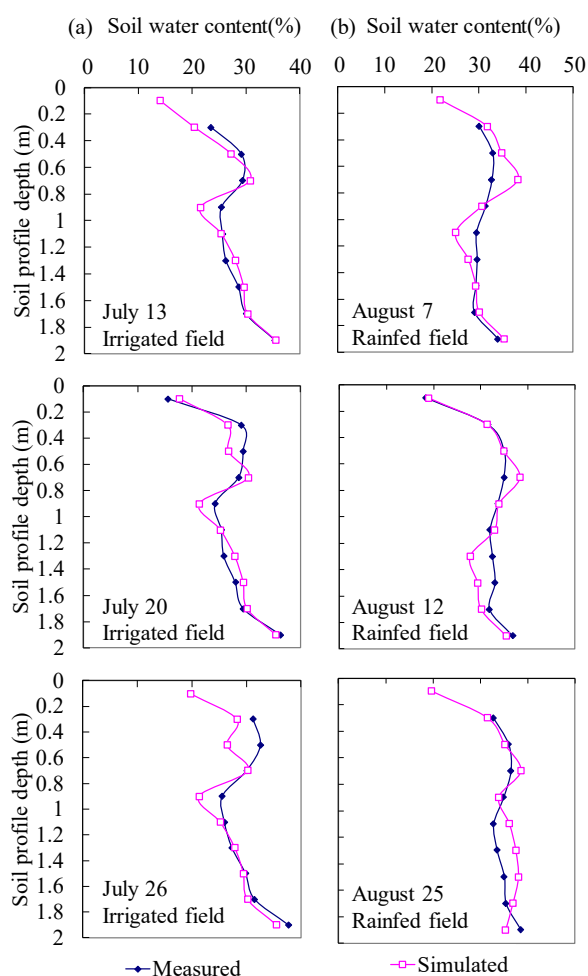 (a) Soil water content(%)
(b) Soil water content(%)
0 10 20 30 40
0 10 20 30 40 50
Soil profile depth (m)
0
0.2
0.4
0.6
0.8
1
1.2
1.4
1.6
1.8
2
July 13
Irrigated field
August 7
Rainfed field
Soil profile depth (m)
0
0.2
0.4
0.6
0.8
1
1.2
1.4
1.6
1.8
2
July 20
Irrigated field
August 12
Rainfed field
Soil profile depth (m)
0
0.2
0.4
0.6
0.8
1
1.2
1.4
1.6
1.8
2
July 26
Irrigated field
August 25
Rainfed field
Measured
Simulated